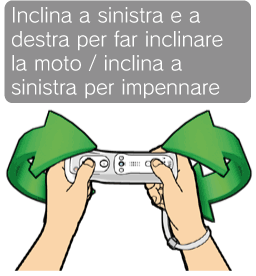 Inclina a sinistra e a
destra per far inclinare
la moto / inclina a
sinistra per impennare